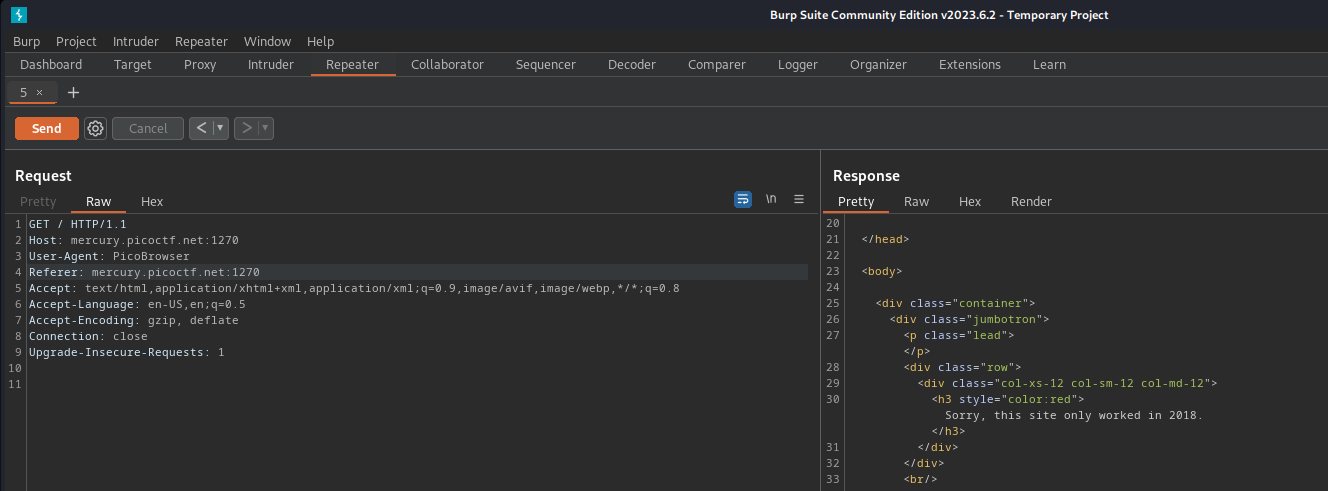 Burp Suite Community Edition v2023.6.2 - Temporary Project
Burp Project Intruder Repeater Window Help
Dashboard Target Proxy Intruder Repeater Collaborator Sequencer Decoder Comparer Logger Organizer Extensions Learn
5 × +
Send Cancel < ▼ > ▼
Request
Pretty Raw Hex \n ≡
1 GET / HTTP/1.1
2 Host: mercury.picoctf.net:1270
3 User-Agent: PicoBrowser
4 Referer: mercury.picoctf.net:1270
5 Accept: text/html,application/xhtml+xml,application/xml;q=0.9,image/avif,image/webp,*/*;q=0.8
6 Accept-Language: en-US,en;q=0.5
7 Accept-Encoding: gzip, deflate
8 Connection: close
9 Upgrade-Insecure-Requests: 1
10
11
Response
Pretty Raw Hex Render
20
21 </head>
22
23 <body>
24
25 <div class="container">
26 <div class="jumbotron">
27 <p class="lead">
</p>
28 <div class="row">
29 <div class="col-xs-12 col-sm-12 col-md-12">
30 <h3 style="color:red">
Sorry, this site only worked in 2018.
</h3>
31 </div>
32 </div>
33 <br/>